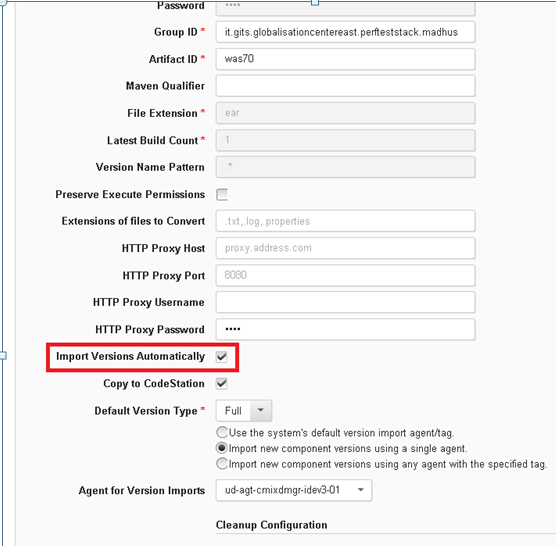 Password ••••
Group ID * it.gits.globalisationcentereast.perfteststack.madhus
Artifact ID * was70
Maven Qualifier
File Extension * ear
Latest Build Count * 1
Version Name Pattern .*
Preserve Execute Permissions
Extensions of files to Convert .txt,.log,.properties
HTTP Proxy Host proxy.address.com
HTTP Proxy Port 8080
HTTP Proxy Username
HTTP Proxy Password ••••
Import Versions Automatically
Copy to CodeStation
Default Version Type * Full
Use the system's default version import agent/tag.
Import new component versions using a single agent.
Import new component versions using any agent with the specified tag.
Agent for Version Imports ud-agt-cmixdmgr-idev3-01
Cleanup Configuration